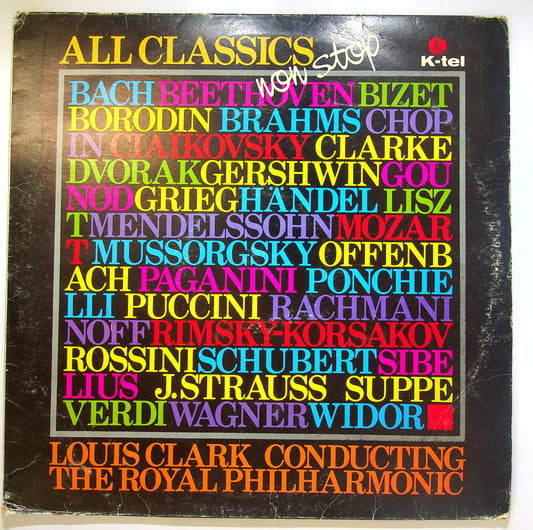 ALL CLASSICS
non stop
K-tel
BACH BEETHOVEN BIZET
BORODIN BRAHMS CHOP
IN CIAIKOVSKY CLARKE
DVORAK GERSHWIN GOU
NOD GRIEG HÄNDEL LISZ
T MENDELSSOHN MOZAR
T MUSSORGSKY OFFENB
ACH PAGANINI PONCHIE
LLI PUCCINI RACHMANI
NOFF RIMSKY-KORSAKOV
ROSSINI SCHUBERT SIBE
LIUS J. STRAUSS SUPPE
VERDI WAGNER WIDOR
LOUIS CLARK CONDUCTING
THE ROYAL PHILHARMONIC